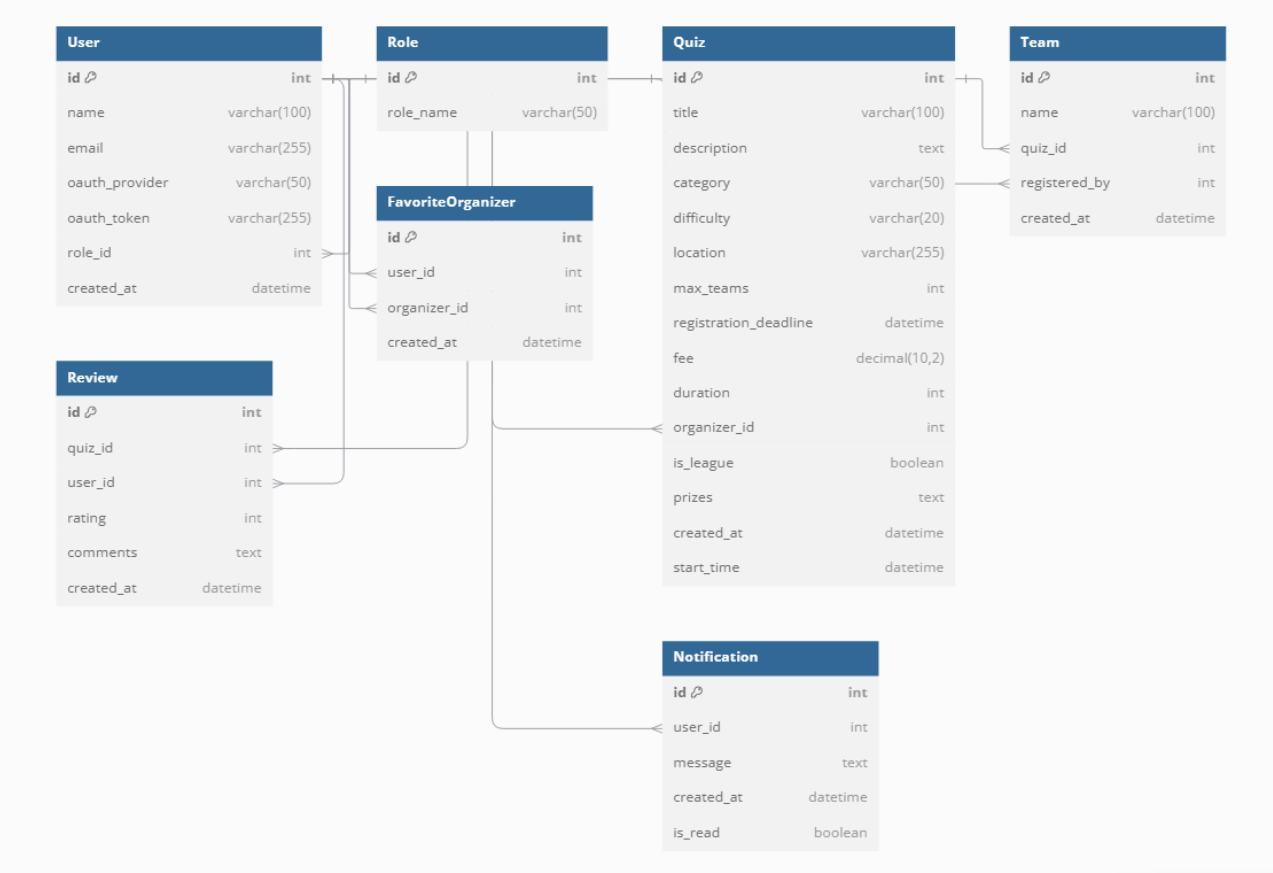 User
id int
name varchar(100)
email varchar(255)
oauth_provider varchar(50)
oauth_token varchar(255)
role_id int
created_at datetime
Role
id int
role_name varchar(50)
FavoriteOrganizer
id int
user_id int
organizer_id int
created_at datetime
Review
id int
quiz_id int
user_id int
rating int
comments text
created_at datetime
Quiz
id int
title varchar(100)
description text
category varchar(50)
difficulty varchar(20)
location varchar(255)
max_teams int
registration_deadline datetime
fee decimal(10,2)
duration int
organizer_id int
is_league boolean
prizes text
created_at datetime
start_time datetime
Team
id int
name varchar(100)
quiz_id int
registered_by int
created_at datetime
Notification
id int
user_id int
message text
created_at datetime
is_read boolean